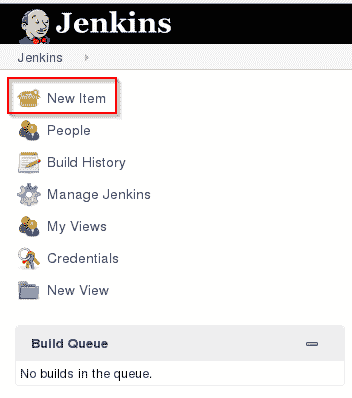 Jenkins
Jenkins
New Item
People
Build History
Manage Jenkins
My Views
Credentials
New View
Build Queue
No builds in the queue.